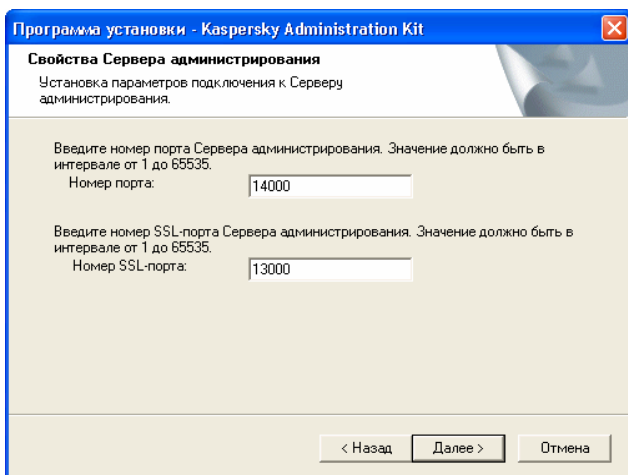 Программа установки - Kaspersky Administration Kit
Свойства Сервера администрирования
Установка параметров подключения к Серверу
администрирования.
Введите номер порта Сервера администрирования. Значение должно быть в
интервале от 1 до 65535.
Номер порта: 14000
Введите номер SSL-порта Сервера администрирования. Значение должно быть в
интервале от 1 до 65535.
Номер SSL-порта: 13000
< Назад Далее > Отмена